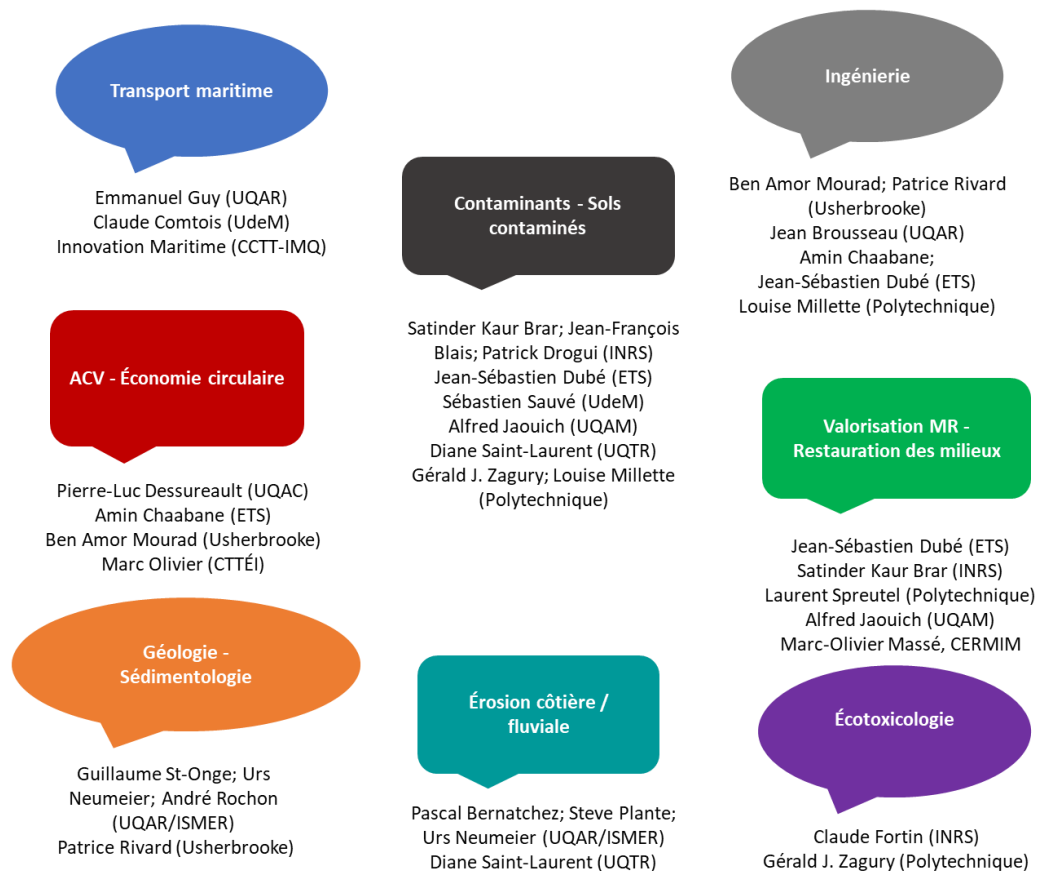 Transport maritime
Emmanuel Guy (UQAR)
Claude Comtois (UdeM)
Innovation Maritime (CCTT-IMQ)
ACV - Économie circulaire
Pierre-Luc Dessureault (UQAC)
Amin Chaabane (ETS)
Ben Amor Mourad (Usherbrooke)
Marc Olivier (CTTÉI)
Géologie -
Sédimentologie
Guillaume St-Onge; Urs
Neumeier; André Rochon
(UQAR/ISMER)
Patrice Rivard (Usherbrooke)
Contaminants - Sols
contaminés
Satinder Kaur Brar; Jean-François
Blais; Patrick Drogui (INRS)
Jean-Sébastien Dubé (ETS)
Sébastien Sauvé (UdeM)
Alfred Jaouich (UQAM)
Diane Saint-Laurent (UQTR)
Gérald J. Zagury; Louise Millette
(Polytechnique)
Érosion côtière /
fluviale
Pascal Bernatchez; Steve Plante;
Urs Neumeier (UQAR/ISMER)
Diane Saint-Laurent (UQTR)
Ingénierie
Ben Amor Mourad; Patrice Rivard
(Usherbrooke)
Jean Brousseau (UQAR)
Amin Chaabane;
Jean-Sébastien Dubé (ETS)
Louise Millette (Polytechnique)
Valorisation MR -
Restauration des milieux
Jean-Sébastien Dubé (ETS)
Satinder Kaur Brar (INRS)
Laurent Spreutel (Polytechnique)
Alfred Jaouich (UQAM)
Marc-Olivier Massé, CERMIM
Écotoxicologie
Claude Fortin (INRS)
Gérald J. Zagury (Polytechnique)